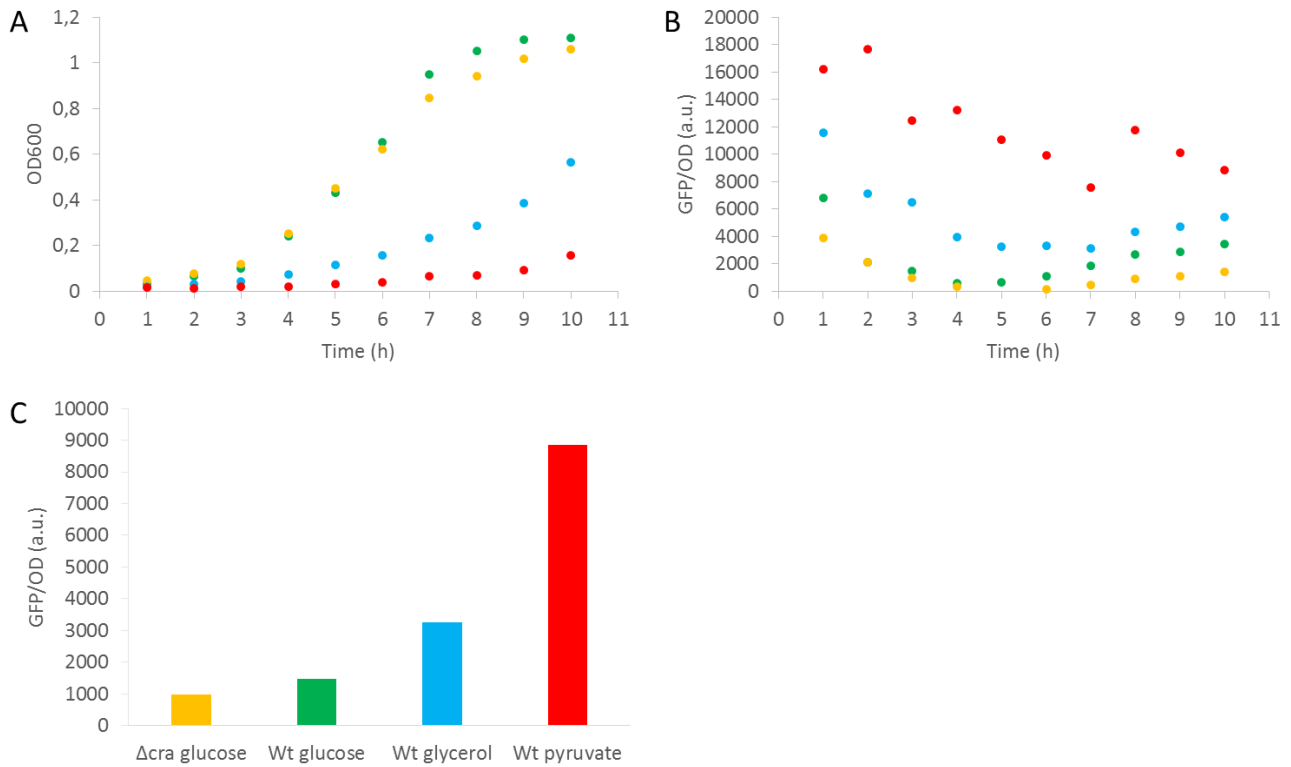 A
1,2
1
0,8
0,6
0,4
0,2
0
OD600
0 1 2 3 4 5 6 7 8 9 10 11
Time (h)
B
20000
18000
16000
14000
12000
10000
8000
6000
4000
2000
0
GFP/OD (a.u.)
0 1 2 3 4 5 6 7 8 9 10 11
Time (h)
C
10000
9000
8000
7000
6000
5000
4000
3000
2000
1000
0
GFP/OD (a.u.)
Δcra glucose Wt glucose Wt glycerol Wt pyruvate